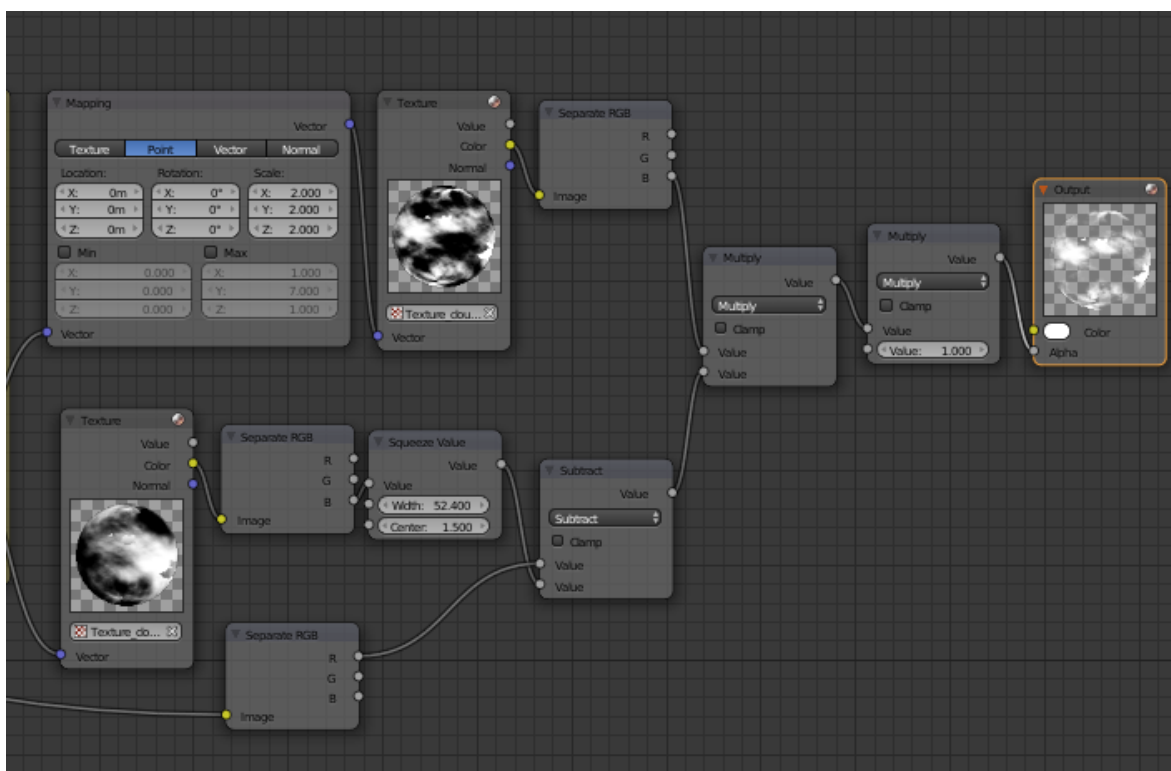 Mapping
Vector
Texture Point Vector Normal
Location: Rotation: Scale:
X: 0m X: 0° X: 2.000
Y: 0m Y: 0° Y: 2.000
Z: 0m Z: 0° Z: 2.000
Min Max
X: 0.000 X: 1.000
Y: 0.000 Y: 7.000
Z: 0.000 Z: 1.000
Vector
Texture
Value
Color
Normal
Texture_clou...
Vector
Separate RGB
R
G
B
Image
Multiply
Value
Multiply
Clamp
Value
Value
Multiply
Value
Multiply
Clamp
Value
Value: 1.000
Output
Color
Alpha
Texture
Value
Color
Normal
Texture_clo...
Vector
Separate RGB
R
G
B
Image
Squeeze Value
Value
Value
Width: 52.400
Center: 1.500
Subtract
Value
Subtract
Clamp
Value
Value
Separate RGB
R
G
B
Image